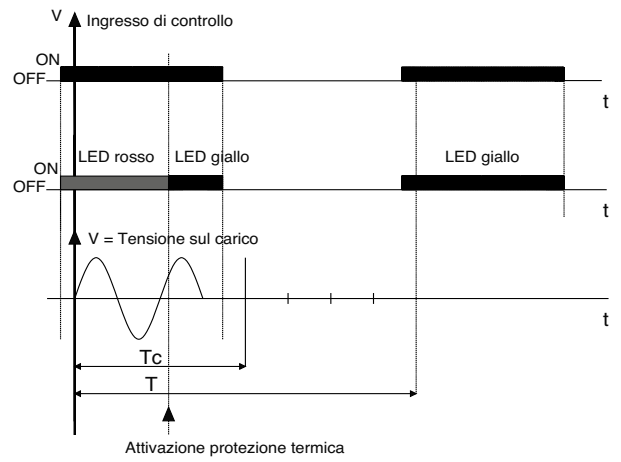 V Ingresso di controllo
ON
OFF
t
LED rosso LED giallo LED giallo
ON
OFF
t
V = Tensione sul carico
t
Tc
T
Attivazione protezione termica